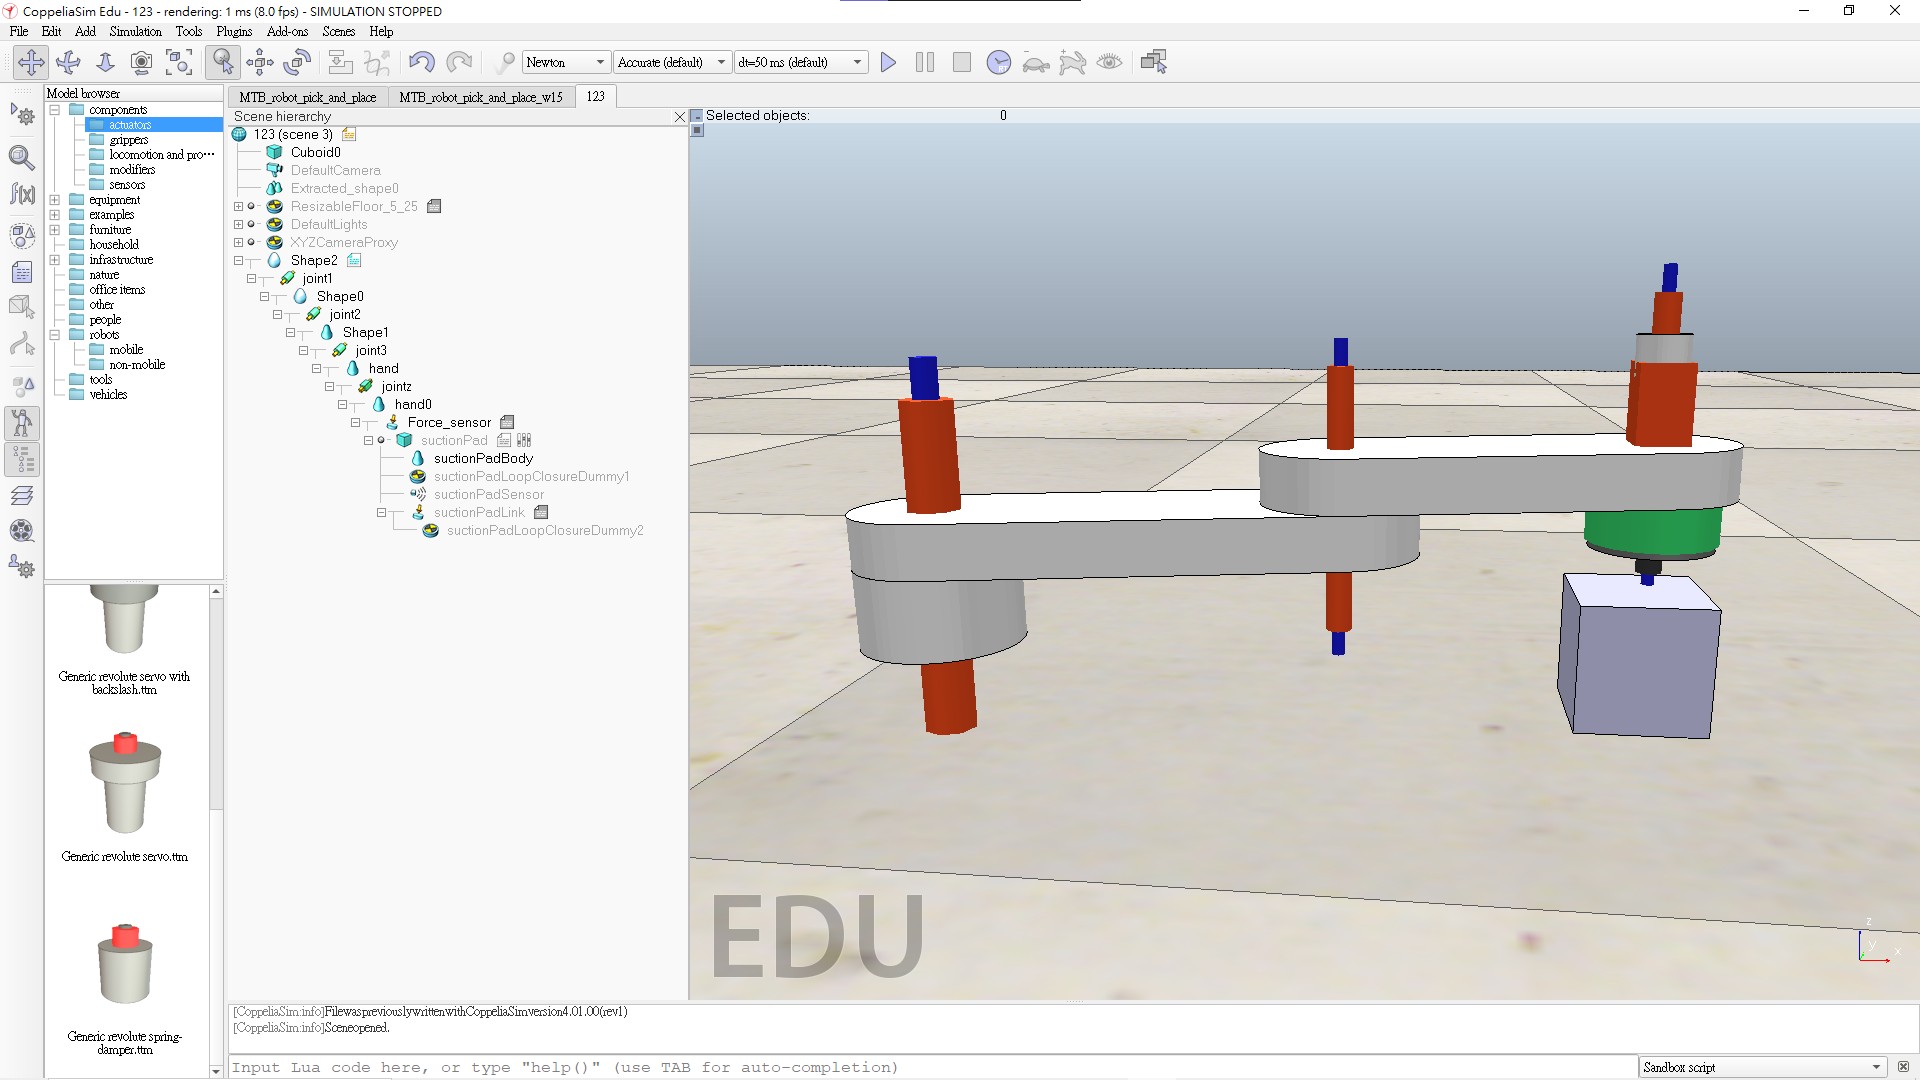 CoppeliaSim Edu - 123 - rendering: 1 ms (8.0 fps) - SIMULATION STOPPED
File Edit Add Simulation Tools Plugins Add-ons Scenes Help
Newton Accurate (default) dt=50 ms (default)
Model browser
components
actuators
grippers
locomotion and pro···
modifiers
sensors
equipment
examples
furniture
household
infrastructure
nature
office items
other
people
robots
mobile
non-mobile
tools
vehicles
Generic revolute servo with
backslash.ttm
Generic revolute servo.ttm
Generic revolute spring-
damper.ttm
MTB_robot_pick_and_place MTB_robot_pick_and_place_w15 123
Scene hierarchy
123 (scene 3)
Cuboid0
DefaultCamera
Extracted_shape0
ResizableFloor_5_25
DefaultLights
XYZCameraProxy
Shape2
joint1
Shape0
joint2
Shape1
joint3
hand
jointz
hand0
Force_sensor
suctionPad
suctionPadBody
suctionPadLoopClosureDummy1
suctionPadSensor
suctionPadLink
suctionPadLoopClosureDummy2
Selected objects: 0
EDU
z
y
x
[CoppeliaSim:info]FilewaspreviouslywrittenwithCoppeliaSimversion4.01.00(rev1)
[CoppeliaSim:info]Sceneopened.
Input Lua code here, or type "help()" (use TAB for auto-completion)
Sandbox script
f(x)